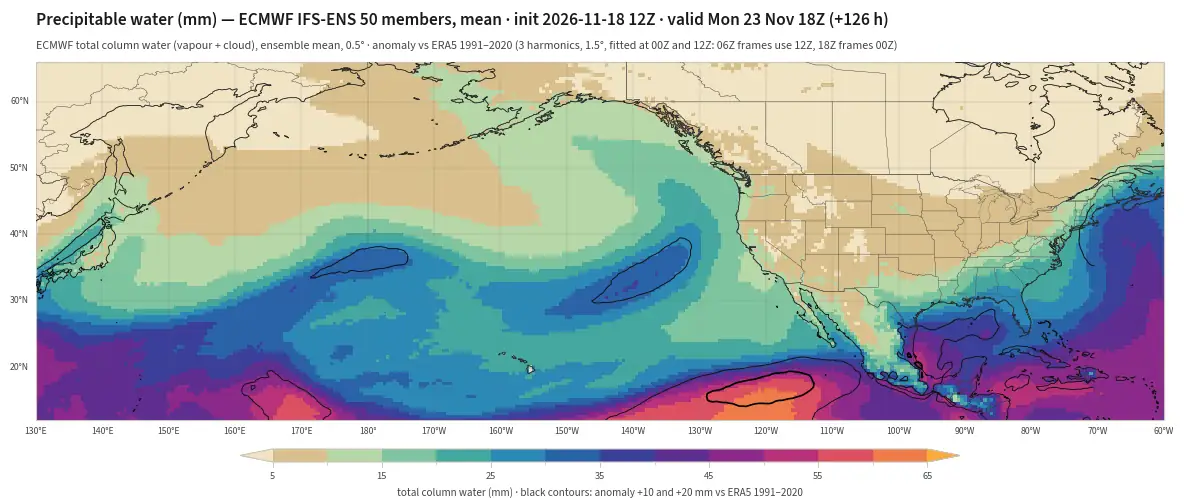 Precipitable water (mm) — ECMWF IFS-ENS 50 members, mean · init 2026-11-18 12Z · valid Mon 23 Nov 18Z (+126 h)
ECMWF total column water (vapour + cloud), ensemble mean, 0.5° · anomaly vs ERA5 1991–2020 (3 harmonics, 1.5°, fitted at 00Z and 12Z: 06Z frames use 12Z, 18Z frames 00Z)
60°N
50°N
40°N
30°N
20°N
130°E 140°E 150°E 160°E 170°E 180° 170°W 160°W 150°W 140°W 130°W 120°W 110°W 100°W 90°W 80°W 70°W 60°W
5 15 25 35 45 55 65
total column water (mm) · black contours: anomaly +10 and +20 mm vs ERA5 1991–2020